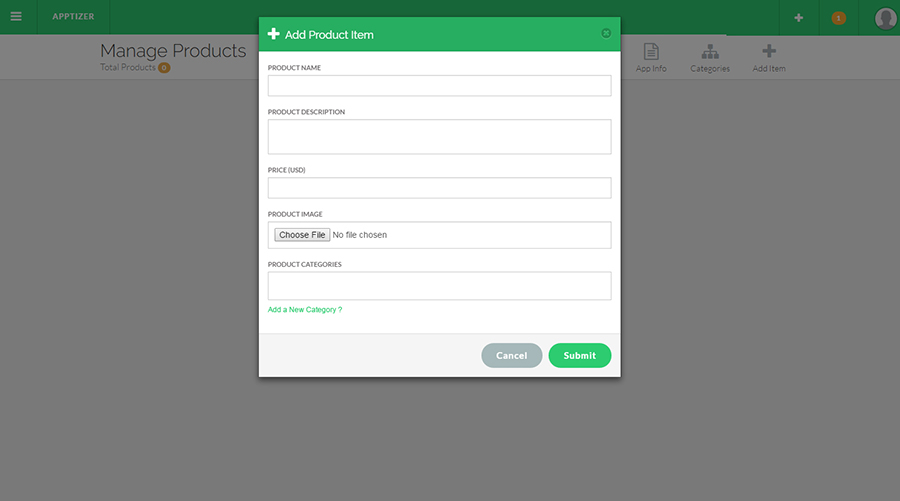 APPTIZER
1
Manage Products
Total Products 0
App Info
Categories
Add Item
Add Product Item
PRODUCT NAME
PRODUCT DESCRIPTION
PRICE (USD)
PRODUCT IMAGE
Choose File No file chosen
PRODUCT CATEGORIES
Add a New Category ?
Cancel
Submit